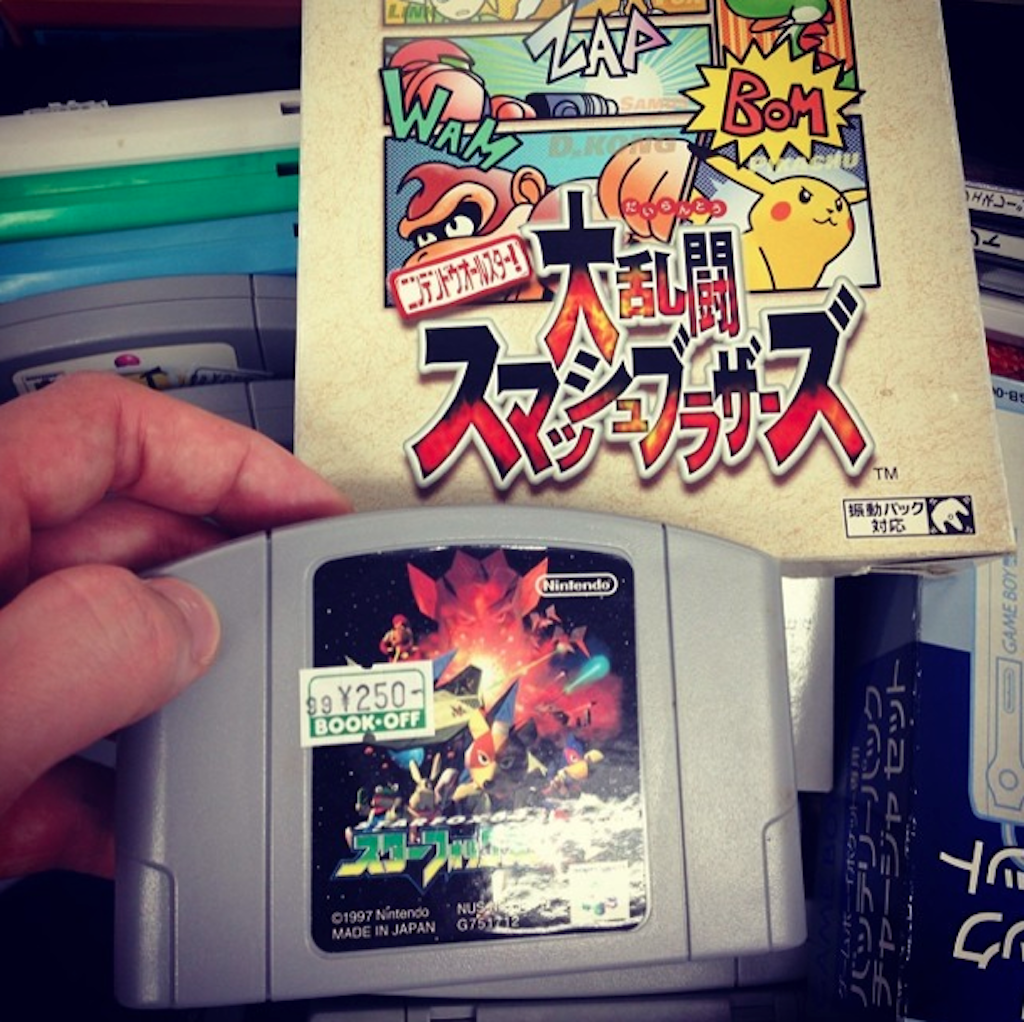 ZAP
WAM
BOM
D.KONG
PIKACHU
だいらんとう
ニンテンドウオールスター!
大乱闘
スマッシュブラザーズ
TM
振動パック
対応
Nintendo
99 ¥250-
BOOK・OFF
©1997 Nintendo
MADE IN JAPAN
NUS
G751712
GAME BOY
バッテリーパック
チャージャセット